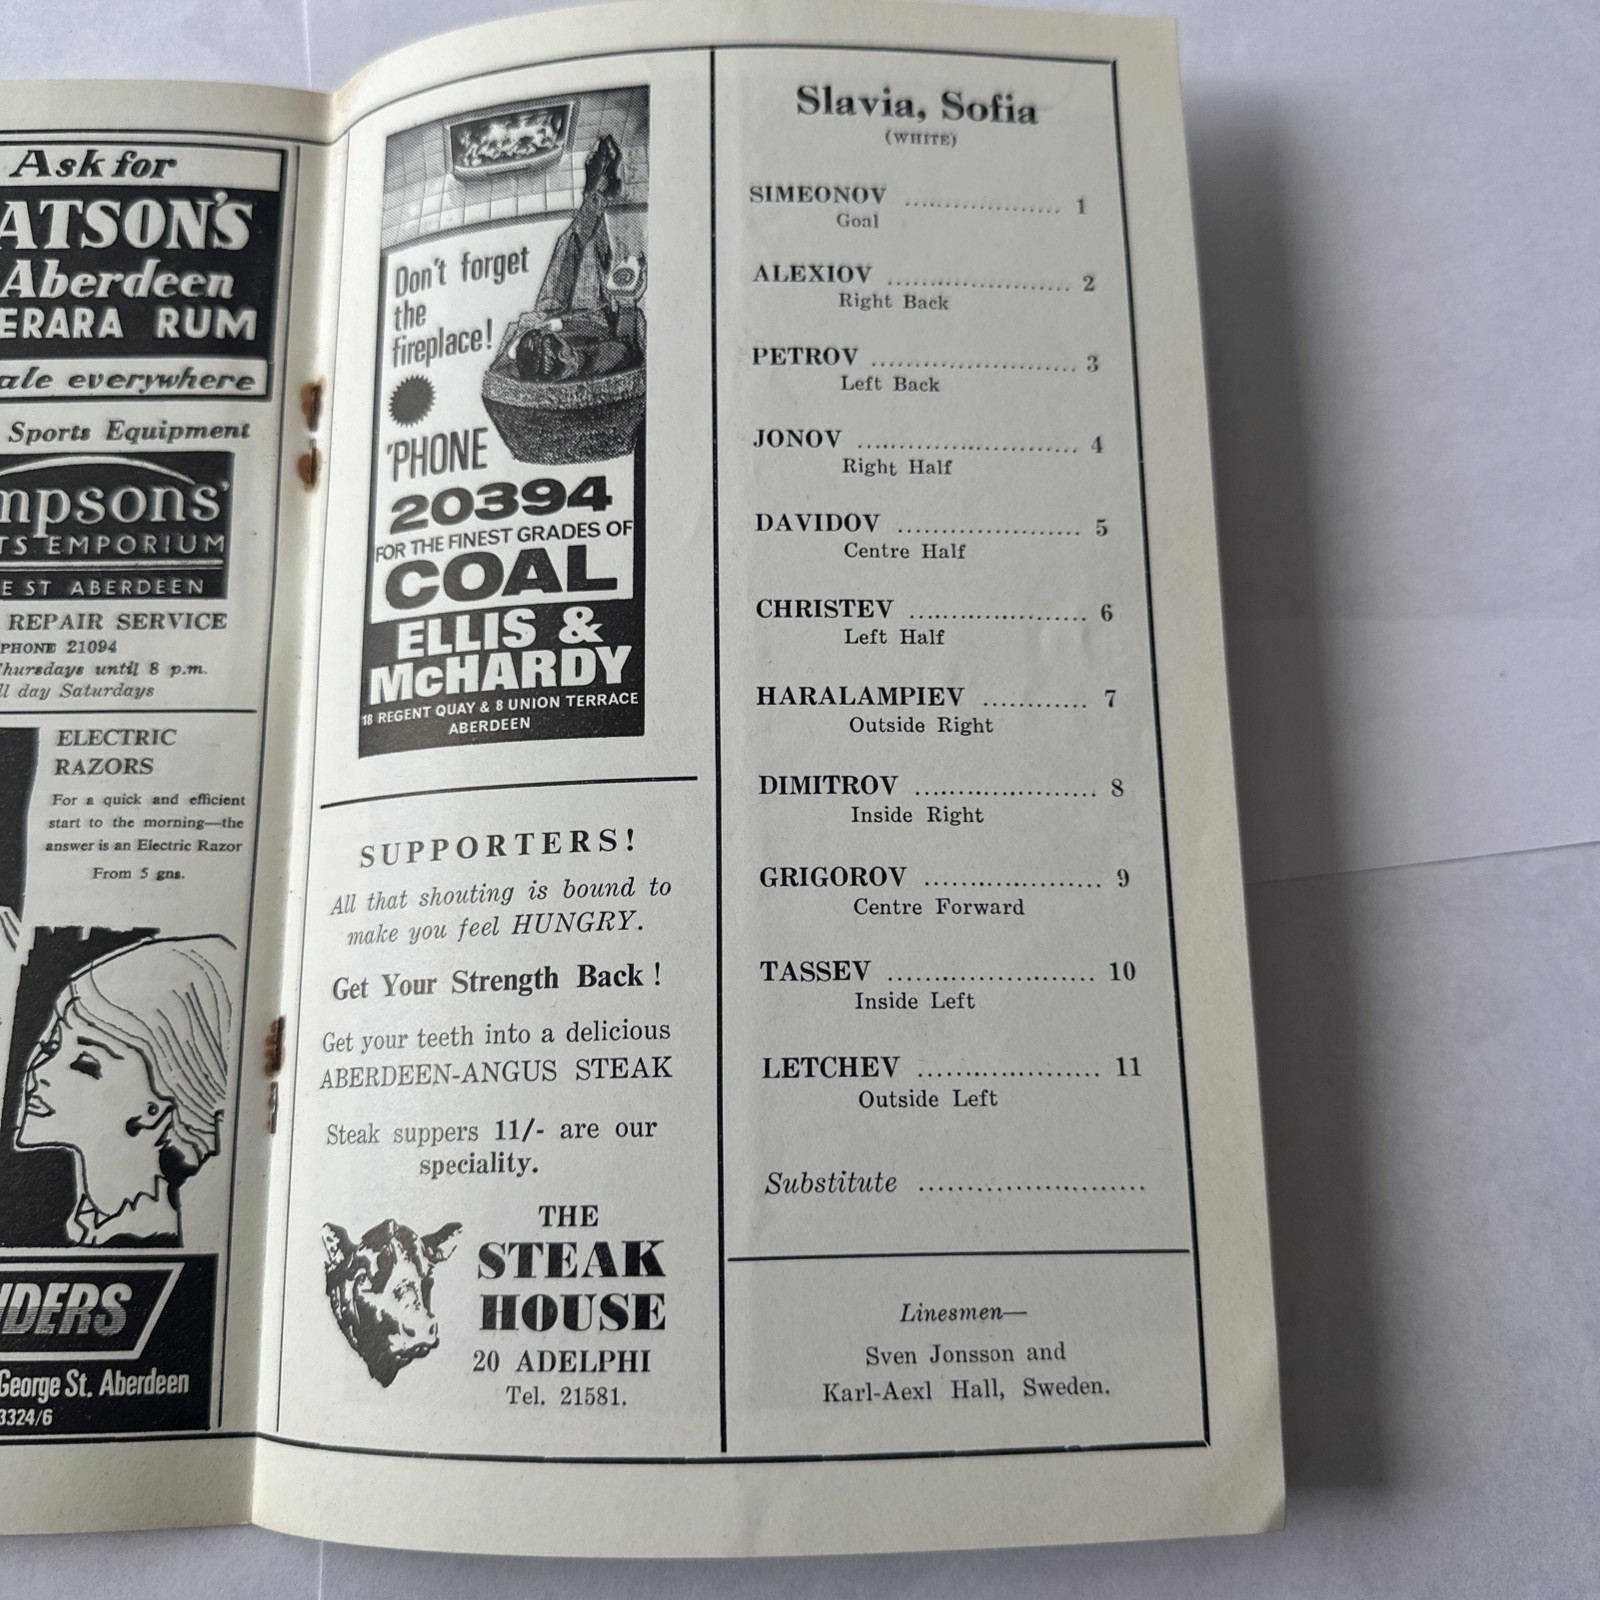 Ask for
ATSON'S
Aberdeen
ERARA RUM
ale everywhere
Sports Equipment
mpsons'
TS EMPORIUM
E ST ABERDEEN
REPAIR SERVICE
PHONE 21094
hursdays until 8 p.m.
ll day Saturdays
ELECTRIC
RAZORS
For a quick and efficient
start to the morning—the
answer is an Electric Razor
From 5 gns.
DERS
George St. Aberdeen
3324/6
Don't forget
the
fireplace!
'PHONE
20394
FOR THE FINEST GRADES OF
COAL
ELLIS &
McHARDY
18 REGENT QUAY & 8 UNION TERRACE
ABERDEEN
SUPPORTERS!
All that shouting is bound to
make you feel HUNGRY.
Get Your Strength Back !
Get your teeth into a delicious
ABERDEEN-ANGUS STEAK
Steak suppers 11/- are our
speciality.
THE
STEAK
HOUSE
20 ADELPHI
Tel. 21581.
Slavia, Sofia
(WHITE)
SIMEONOV .................... 1
Goal
ALEXIOV ........................ 2
Right Back
PETROV .......................... 3
Left Back
JONOV ............................ 4
Right Half
DAVIDOV ........................ 5
Centre Half
CHRISTEV ....................... 6
Left Half
HARALAMPIEV ............. 7
Outside Right
DIMITROV ....................... 8
Inside Right
GRIGOROV ...................... 9
Centre Forward
TASSEV .......................... 10
Inside Left
LETCHEV ....................... 11
Outside Left
Substitute .............................
Linesmen—
Sven Jonsson and
Karl-Aexl Hall, Sweden.